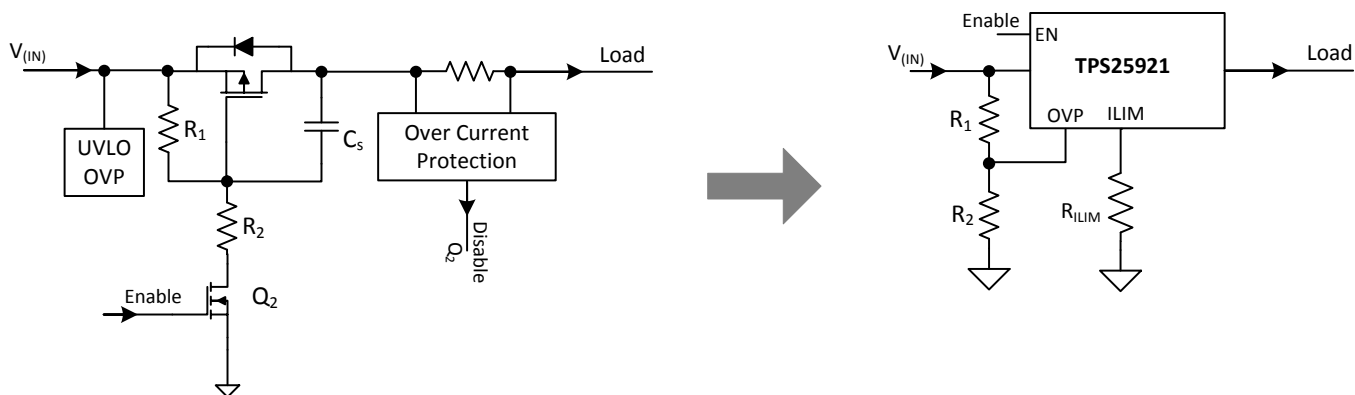 V(IN)
Load
R1
UVLO
OVP
Cs
Over Current
Protection
R2
Disable
Q2
Enable
Q2
Enable
EN
V(IN)
TPS25921
Load
OVP
ILIM
R1
R2
RILIM